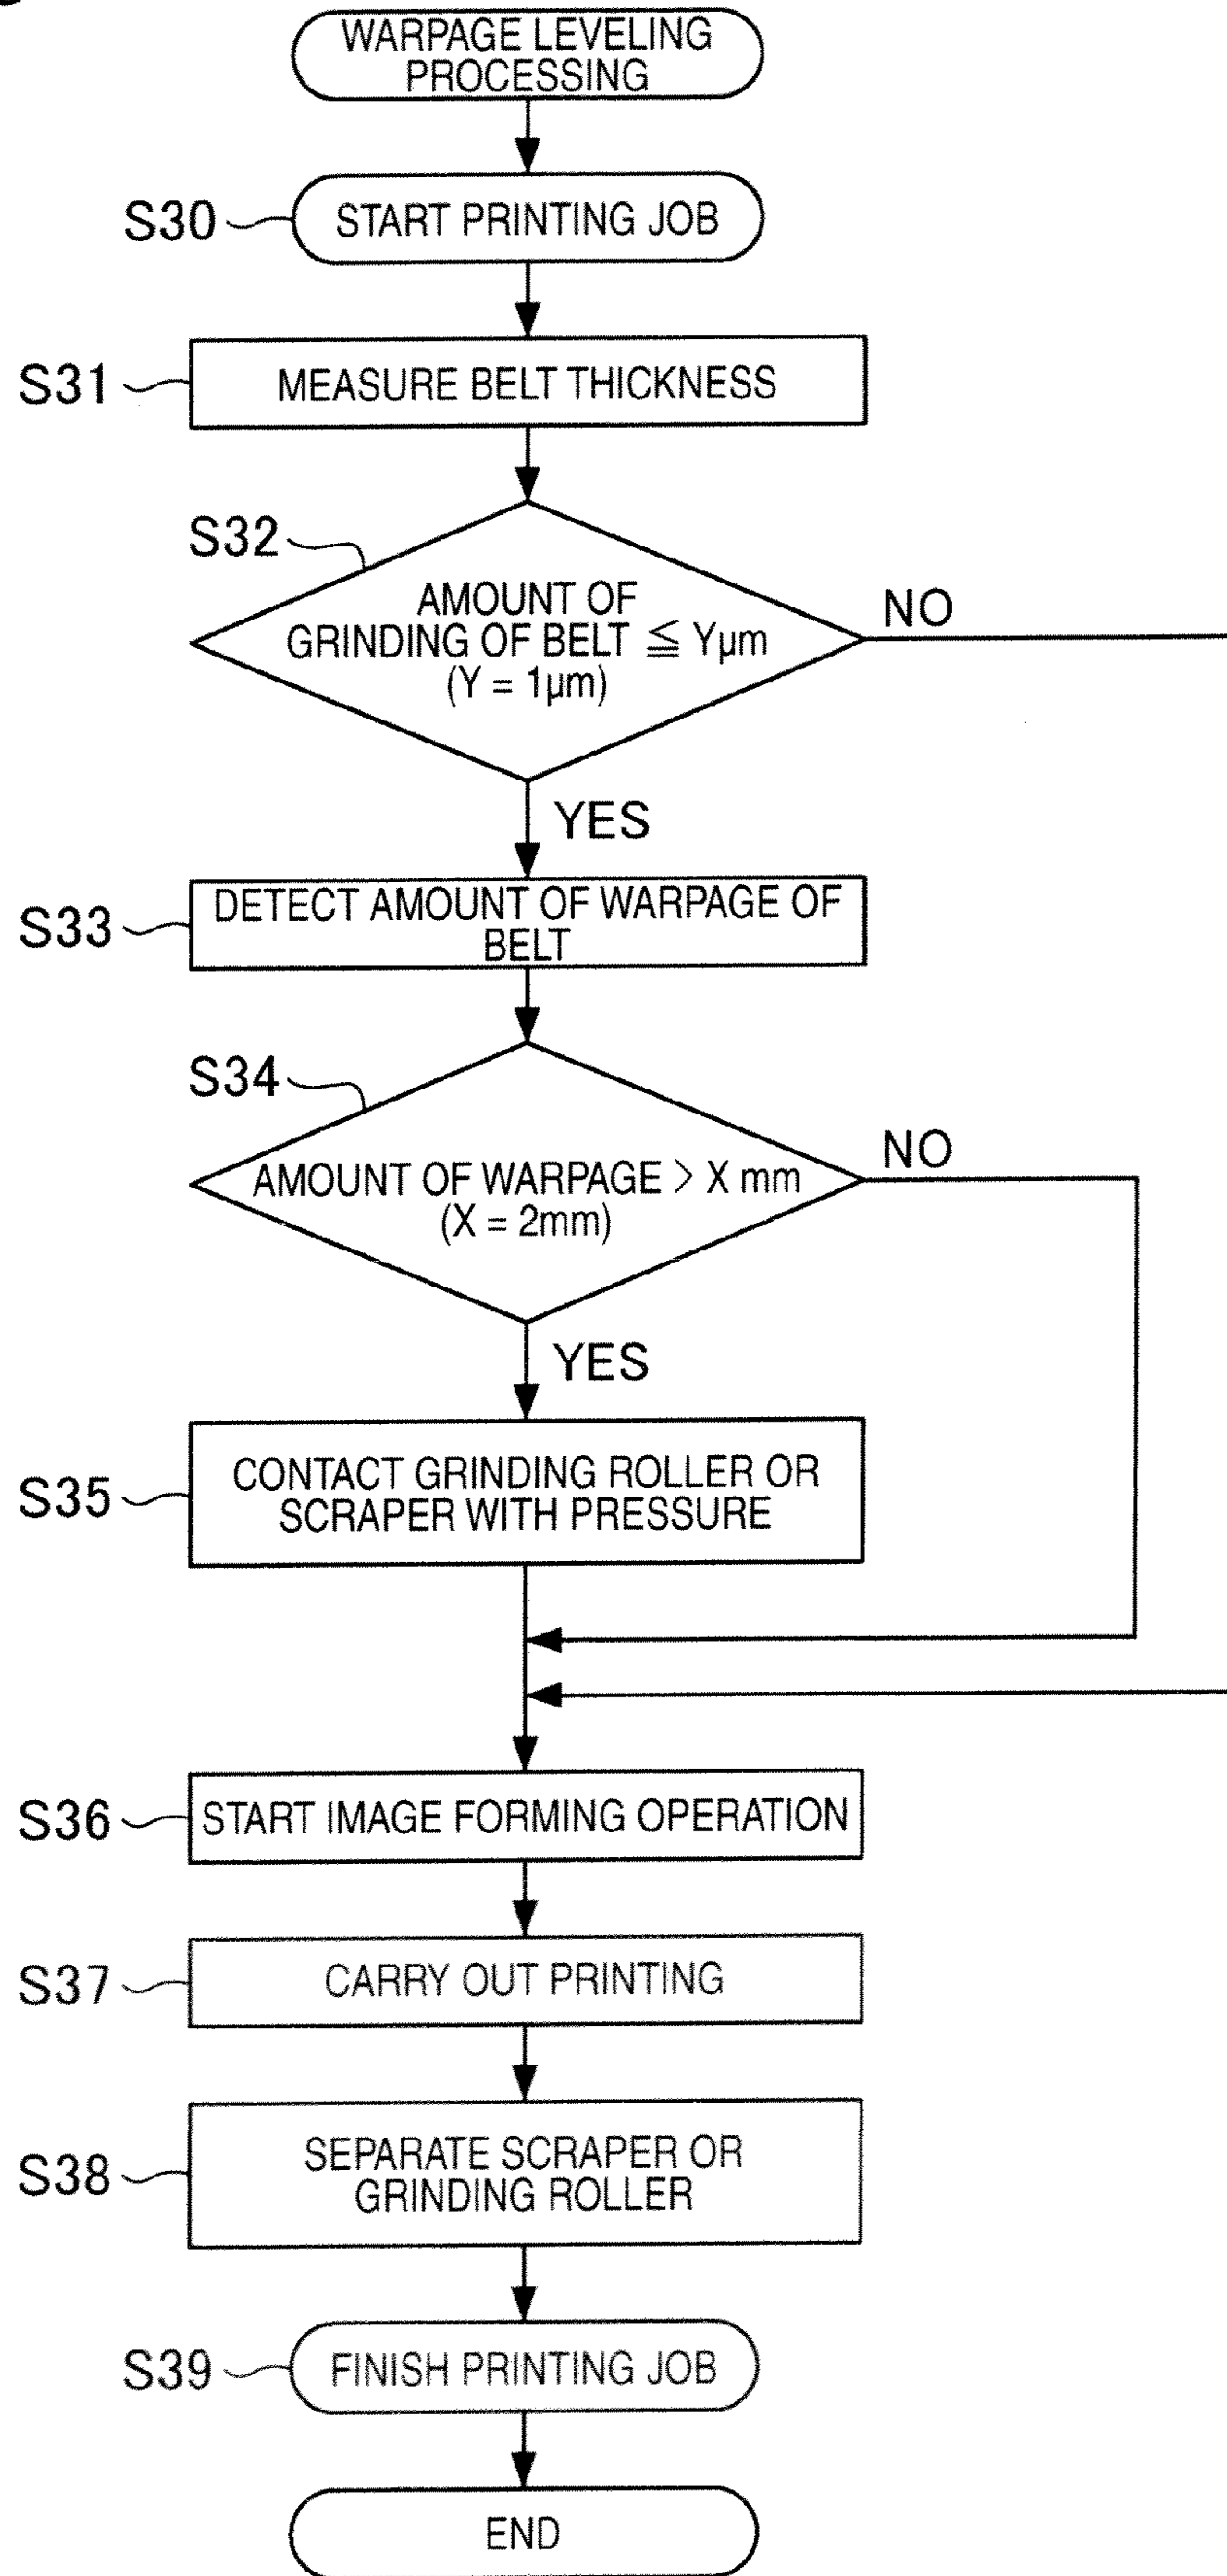 WARPAGE LEVELING
PROCESSING
S30
START PRINTING JOB
S31
MEASURE BELT THICKNESS
S32
AMOUNT OF
GRINDING OF BELT ≦ Yμm
(Y = 1μm)
NO
YES
S33
DETECT AMOUNT OF WARPAGE OF
BELT
S34
AMOUNT OF WARPAGE > X mm
(X = 2mm)
NO
YES
S35
CONTACT GRINDING ROLLER OR
SCRAPER WITH PRESSURE
S36
START IMAGE FORMING OPERATION
S37
CARRY OUT PRINTING
S38
SEPARATE SCRAPER OR
GRINDING ROLLER
S39
FINISH PRINTING JOB
END